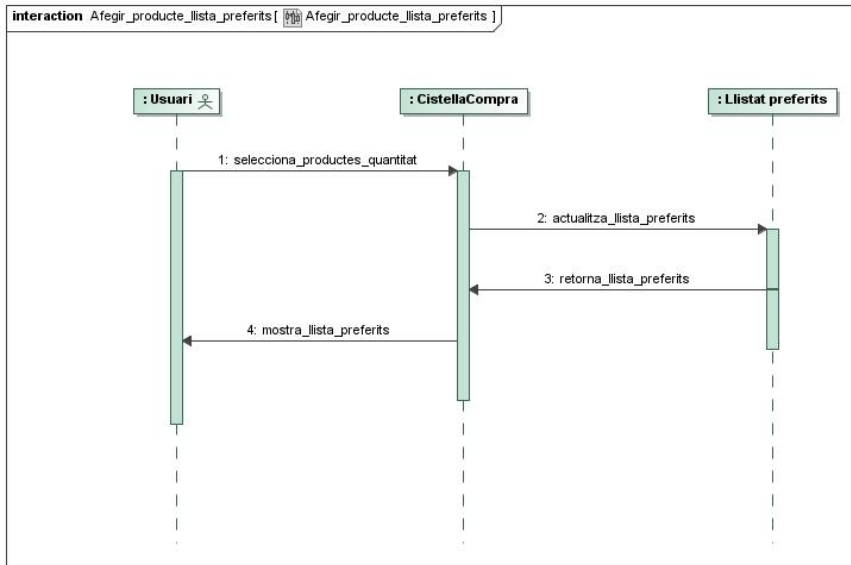 interaction Afegir_producte_llista_preferits [ Afegir_producte_llista_preferits ]
: Usuari
: CistellaCompra
: Llistat preferits
1: selecciona_productes_quantitat
2: actualitza_llista_preferits
3: retorna_llista_preferits
4: mostra_llista_preferits